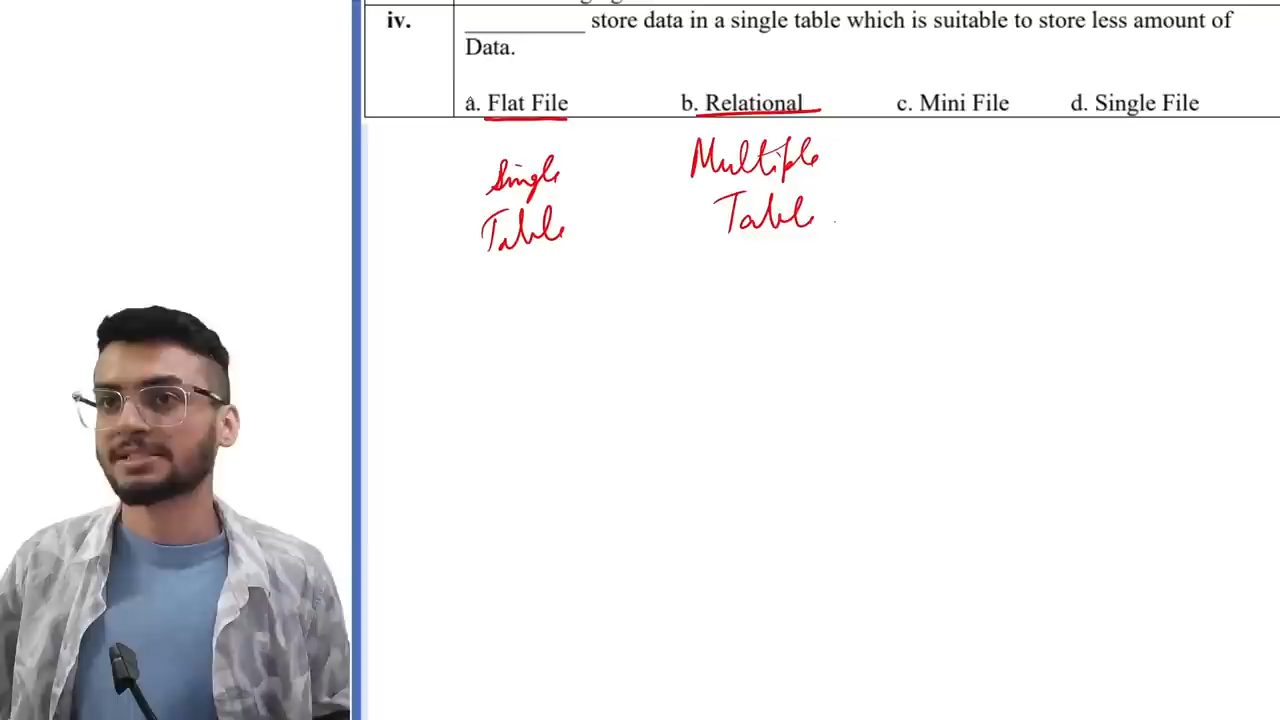 iv.
__________ store data in a single table which is suitable to store less amount of
Data.
a. Flat File b. Relational c. Mini File d. Single File
Single Multiple
Table Table